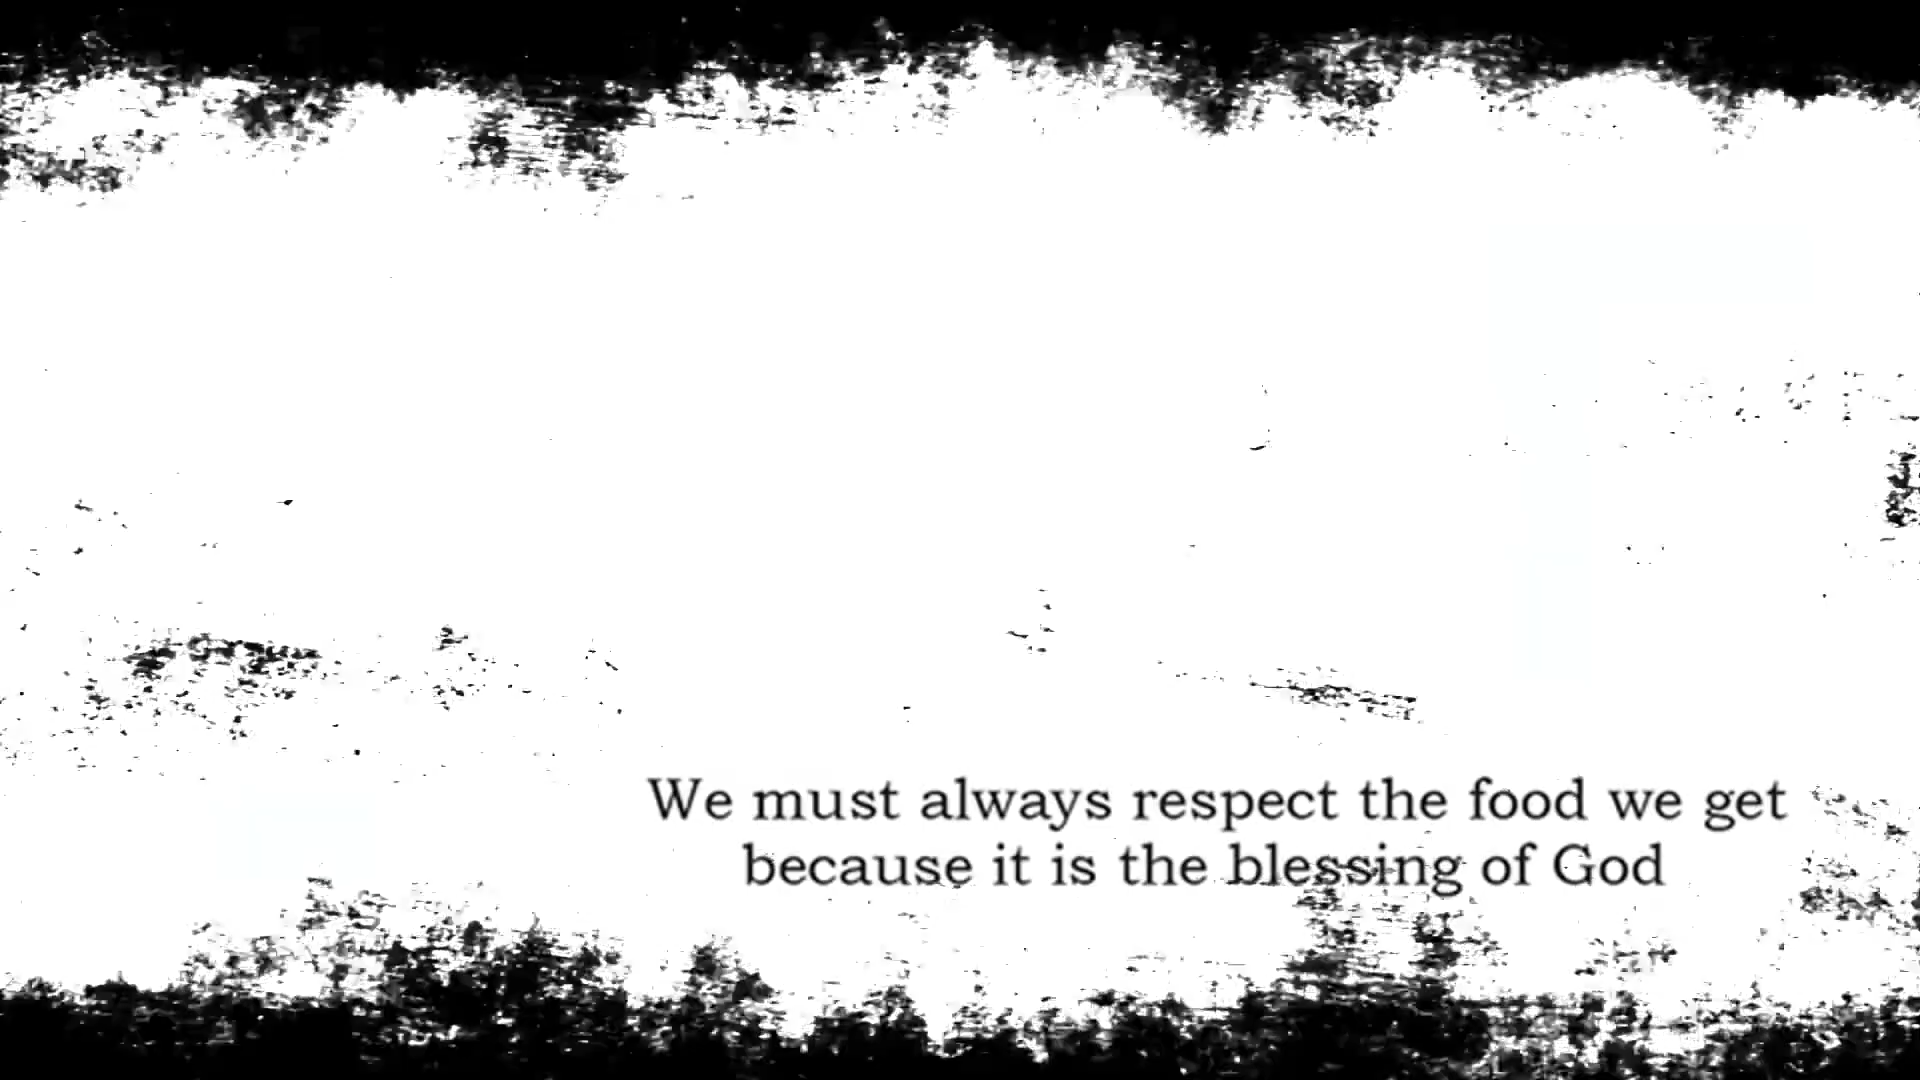 We must always respect the food we get
because it is the blessing of God